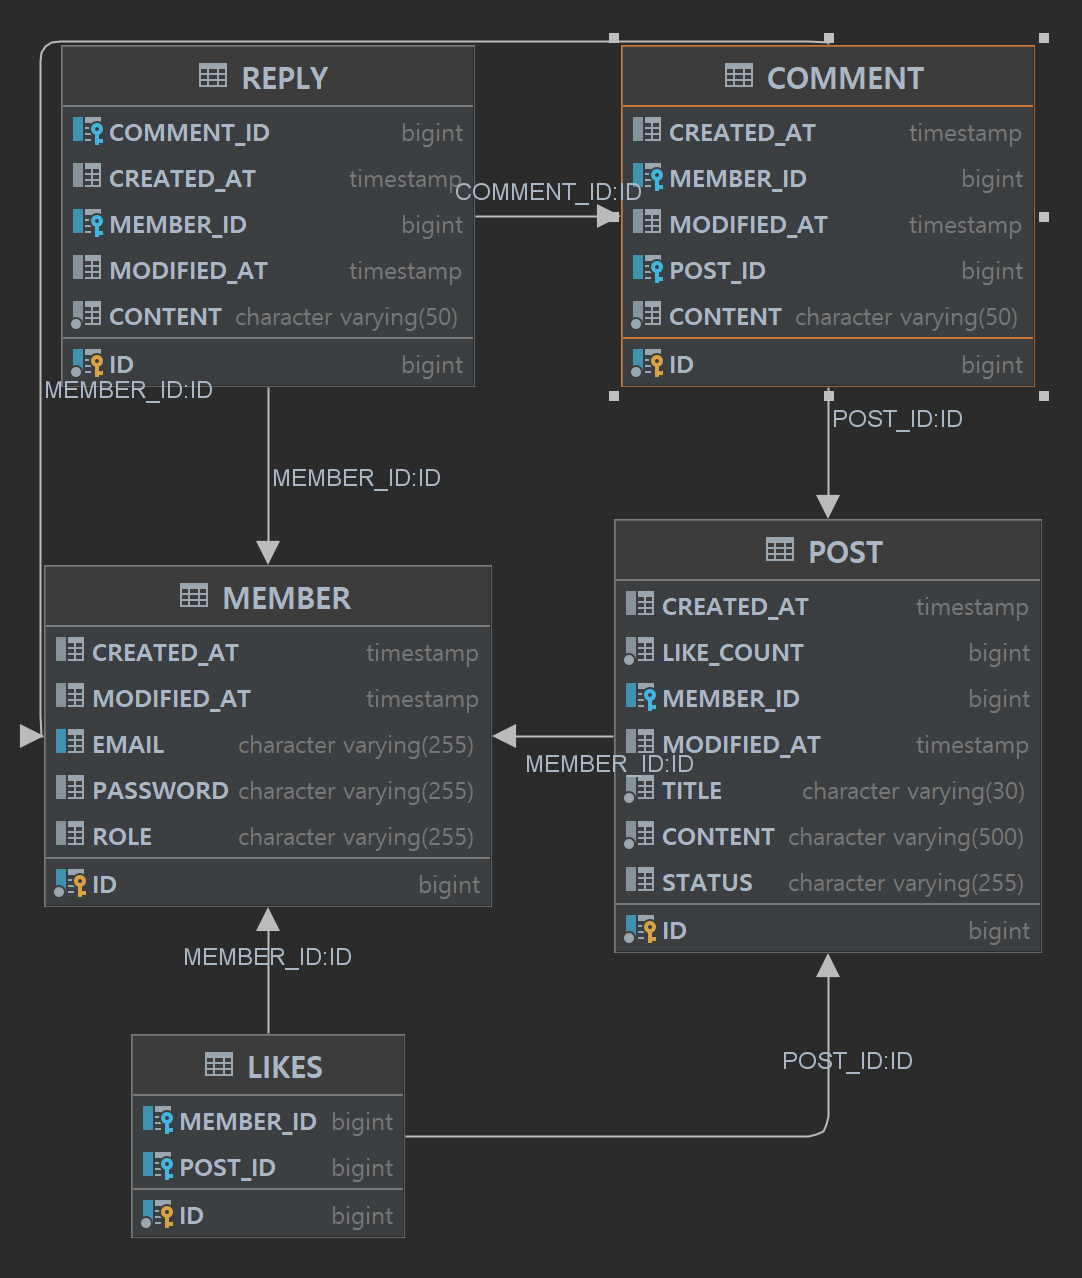 REPLY
COMMENT_ID bigint
CREATED_AT timestamp
MEMBER_ID bigint
MODIFIED_AT timestamp
CONTENT character varying(50)
ID bigint
COMMENT_ID:ID
COMMENT
CREATED_AT timestamp
MEMBER_ID bigint
MODIFIED_AT timestamp
POST_ID bigint
CONTENT character varying(50)
ID bigint
MEMBER_ID:ID
POST_ID:ID
MEMBER_ID:ID
MEMBER
CREATED_AT timestamp
MODIFIED_AT timestamp
EMAIL character varying(255)
PASSWORD character varying(255)
ROLE character varying(255)
ID bigint
MEMBER_ID:ID
POST
CREATED_AT timestamp
LIKE_COUNT bigint
MEMBER_ID bigint
MODIFIED_AT timestamp
TITLE character varying(30)
CONTENT character varying(500)
STATUS character varying(255)
ID bigint
MEMBER_ID:ID
POST_ID:ID
LIKES
MEMBER_ID bigint
POST_ID bigint
ID bigint